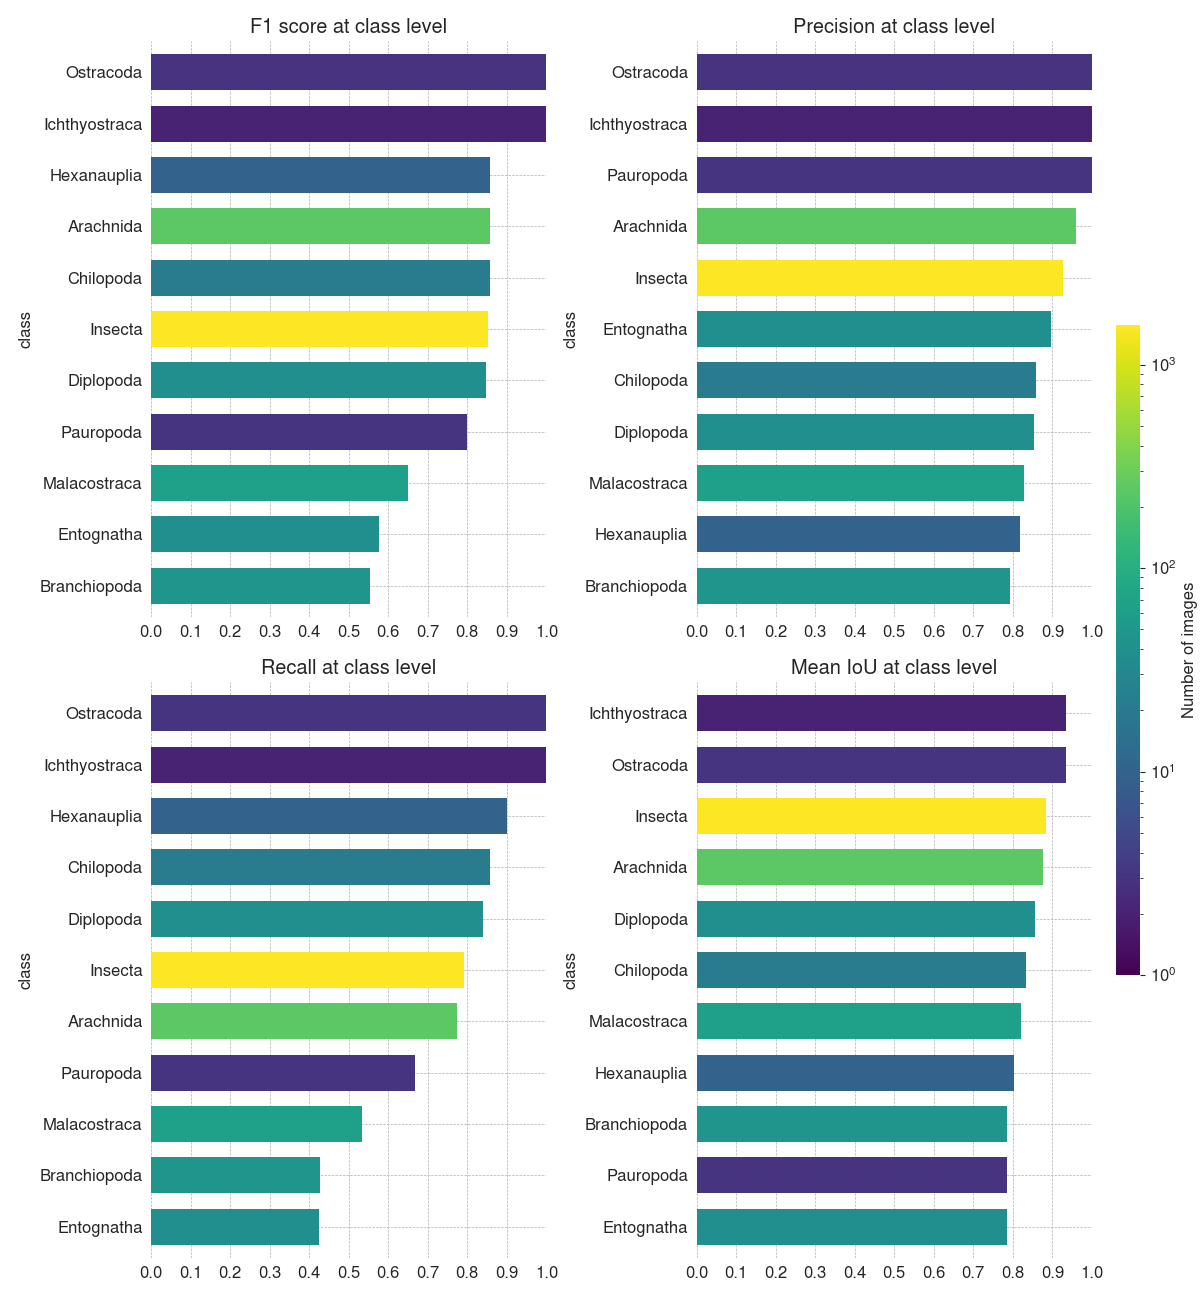 F1 score at class level
class
Ostracoda
Ichthyostraca
Hexanauplia
Arachnida
Chilopoda
Insecta
Diplopoda
Pauropoda
Malacostraca
Entognatha
Branchiopoda
0.0 0.1 0.2 0.3 0.4 0.5 0.6 0.7 0.8 0.9 1.0
Precision at class level
class
Ostracoda
Ichthyostraca
Pauropoda
Arachnida
Insecta
Entognatha
Chilopoda
Diplopoda
Malacostraca
Hexanauplia
Branchiopoda
0.0 0.1 0.2 0.3 0.4 0.5 0.6 0.7 0.8 0.9 1.0
Recall at class level
class
Ostracoda
Ichthyostraca
Hexanauplia
Chilopoda
Diplopoda
Insecta
Arachnida
Pauropoda
Malacostraca
Branchiopoda
Entognatha
0.0 0.1 0.2 0.3 0.4 0.5 0.6 0.7 0.8 0.9 1.0
Mean IoU at class level
class
Ichthyostraca
Ostracoda
Insecta
Arachnida
Diplopoda
Chilopoda
Malacostraca
Hexanauplia
Branchiopoda
Pauropoda
Entognatha
0.0 0.1 0.2 0.3 0.4 0.5 0.6 0.7 0.8 0.9 1.0
10³
10²
10¹
10⁰
Number of images